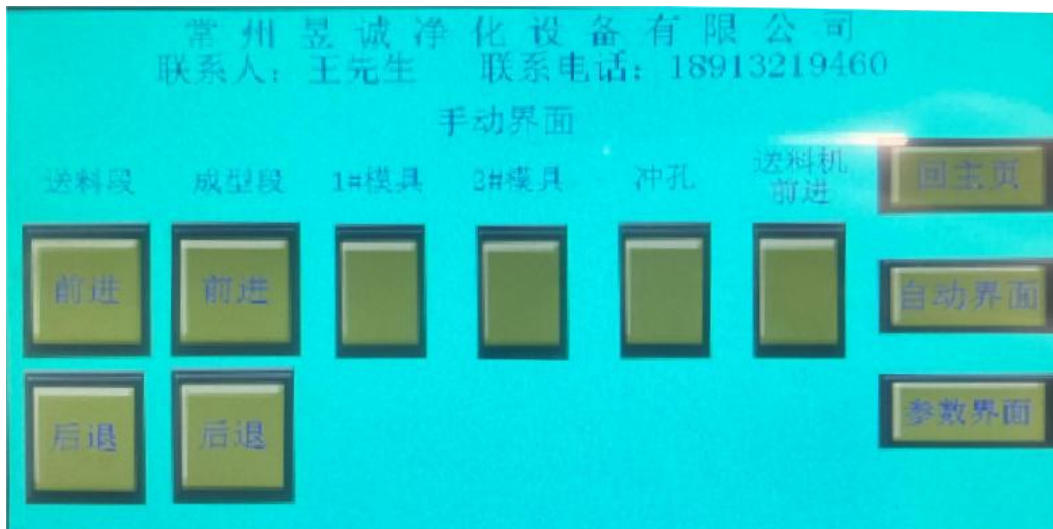 常州昱诚净化设备有限公司
联系人：王先生 联系电话：18913219460
手动界面
送料段 成型段 1#模具 2#模具 冲孔 送料机前进 回主页
前进 前进 自动界面
后退 后退 参数界面